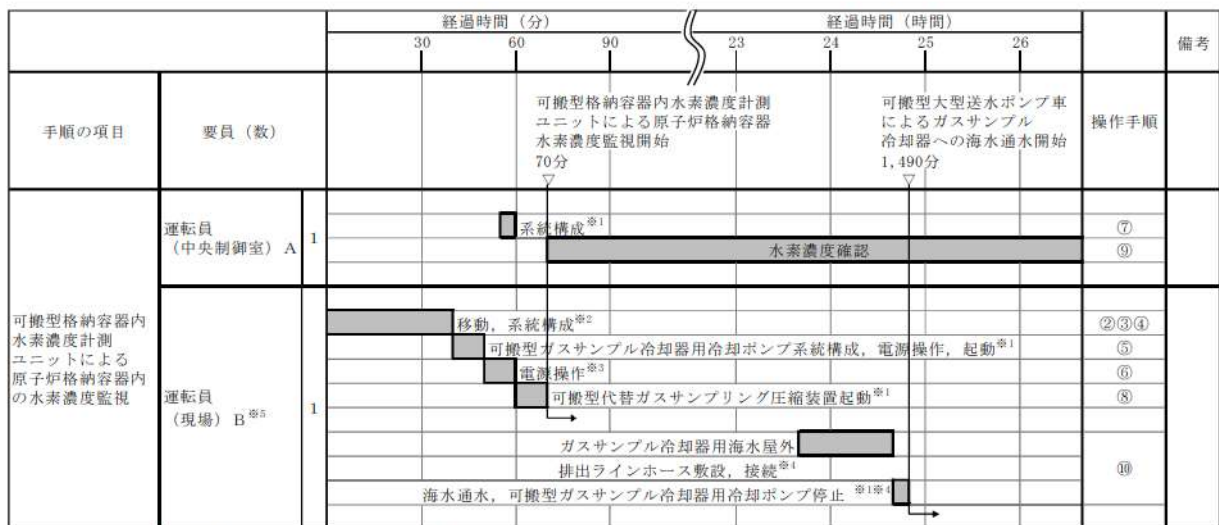 経過時間（分）
経過時間（時間）
30
60
90
23
24
25
26
備考
手順の項目
要員（数）
可搬型格納容器内水素濃度計測
ユニットによる原子炉格納容器
水素濃度監視開始
70分
▽
可搬型大型送水ポンプ車
によるガスサンプル
冷却器への海水通水開始
1,490分
▽
操作手順
可搬型格納容器内
水素濃度計測
ユニットによる
原子炉格納容器内
の水素濃度監視
運転員
（中央制御室）A
1
系統構成※1
⑦
水素濃度確認
⑨
運転員
（現場）B※5
1
移動，系統構成※2
②③④
可搬型ガスサンプル冷却器用冷却ポンプ系統構成，電源操作，起動※1
⑤
電源操作※3
⑥
可搬型代替ガスサンプリング圧縮装置起動※1
⑧
ガスサンプル冷却器用海水屋外
排出ラインホース敷設，接続※4
⑩
海水通水，可搬型ガスサンプル冷却器用冷却ポンプ停止 ※1※4